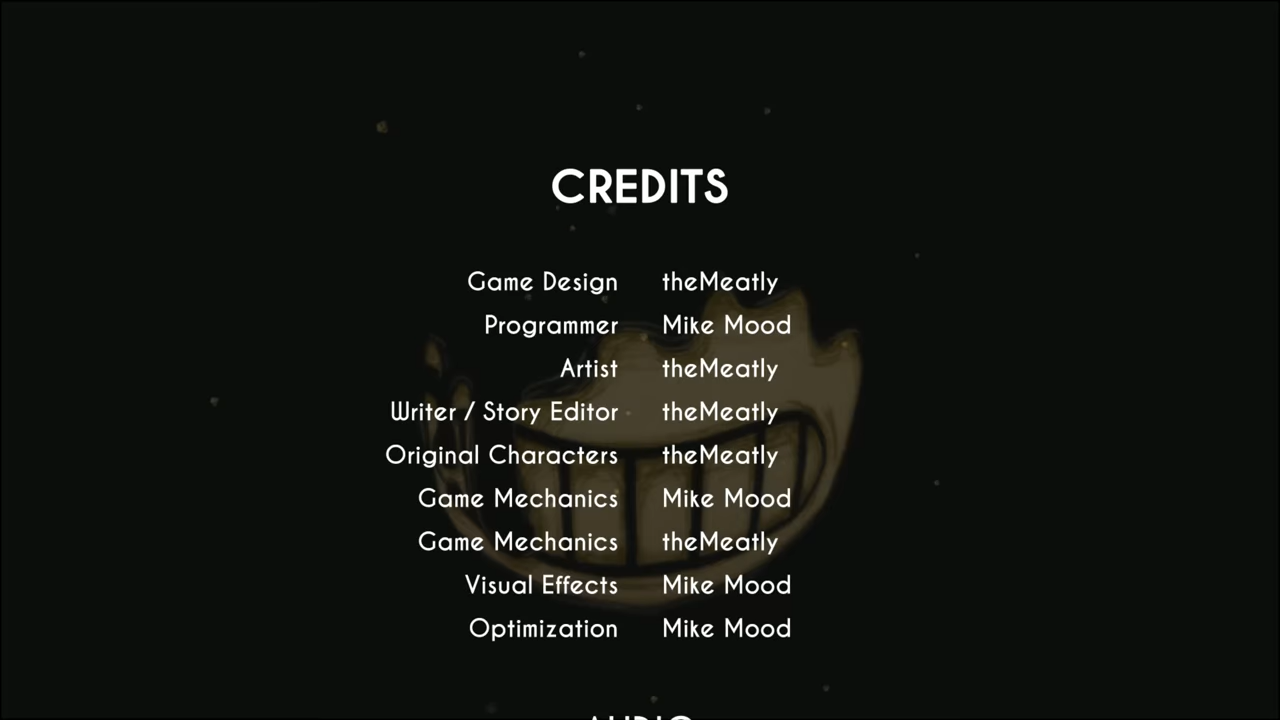 CREDITS
Game Design theMeatly
Programmer Mike Mood
Artist theMeatly
Writer / Story Editor theMeatly
Original Characters theMeatly
Game Mechanics Mike Mood
Game Mechanics theMeatly
Visual Effects Mike Mood
Optimization Mike Mood
AUDIO